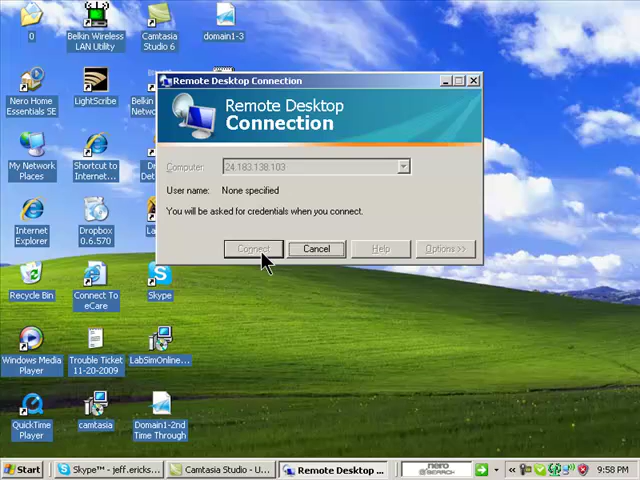 0
Belkin Wireless
LAN Utility
Camtasia
Studio 6
domain1-3
Nero Home
Essentials SE
LightScribe
Belkin
Netwo
My Network
Places
Shortcut to
Internet...
Internet
Explorer
Dropbox
0.6.570
Recycle Bin
Connect To
eCare
Skype
Windows Media
Player
Trouble Ticket
11-20-2009
LabSimOnline...
QuickTime
Player
camtasia
Domain1-2nd
Time Through
Remote Desktop Connection
Remote Desktop
Connection
Computer:
24.183.138.103
User name:
None specified
You will be asked for credentials when you connect.
Connect
Cancel
Help
Options >>
Start
Skype™ - jeff.ericks...
Camtasia Studio - U...
Remote Desktop ...
nero
SEARCH
9:58 PM